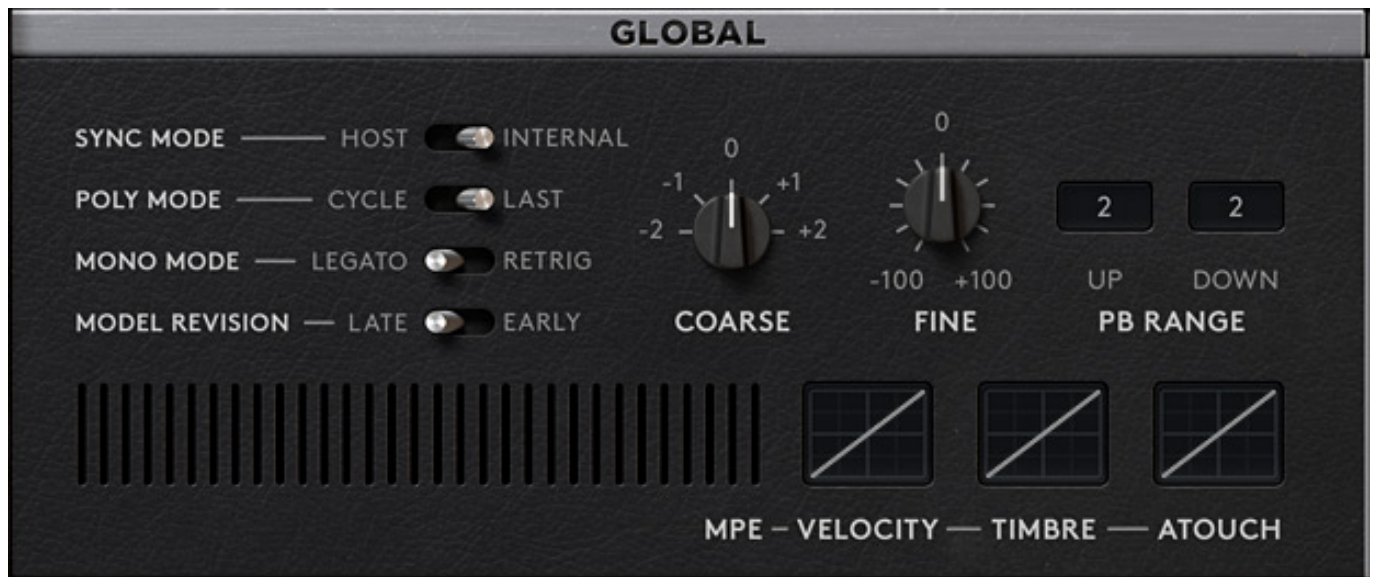 GLOBAL
SYNC MODE HOST INTERNAL
POLY MODE CYCLE LAST
MONO MODE LEGATO RETRIG
MODEL REVISION LATE EARLY
0
-1 +1
-2 +2
COARSE
0
-100 +100
FINE
2 2
UP DOWN
PB RANGE
MPE – VELOCITY — TIMBRE — ATOUCH